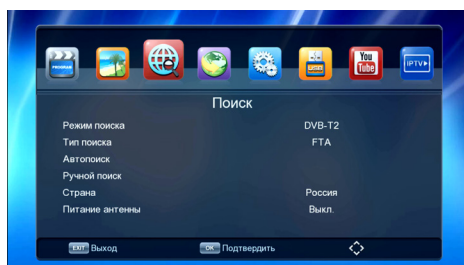 PROGRAM
USB
You
Tube
IPTV
Поиск
Режим поиска DVB-T2
Тип поиска FTA
Автопоиск
Ручной поиск
Страна Россия
Питание антенны Выкл.
EXIT Выход OK Подтвердить